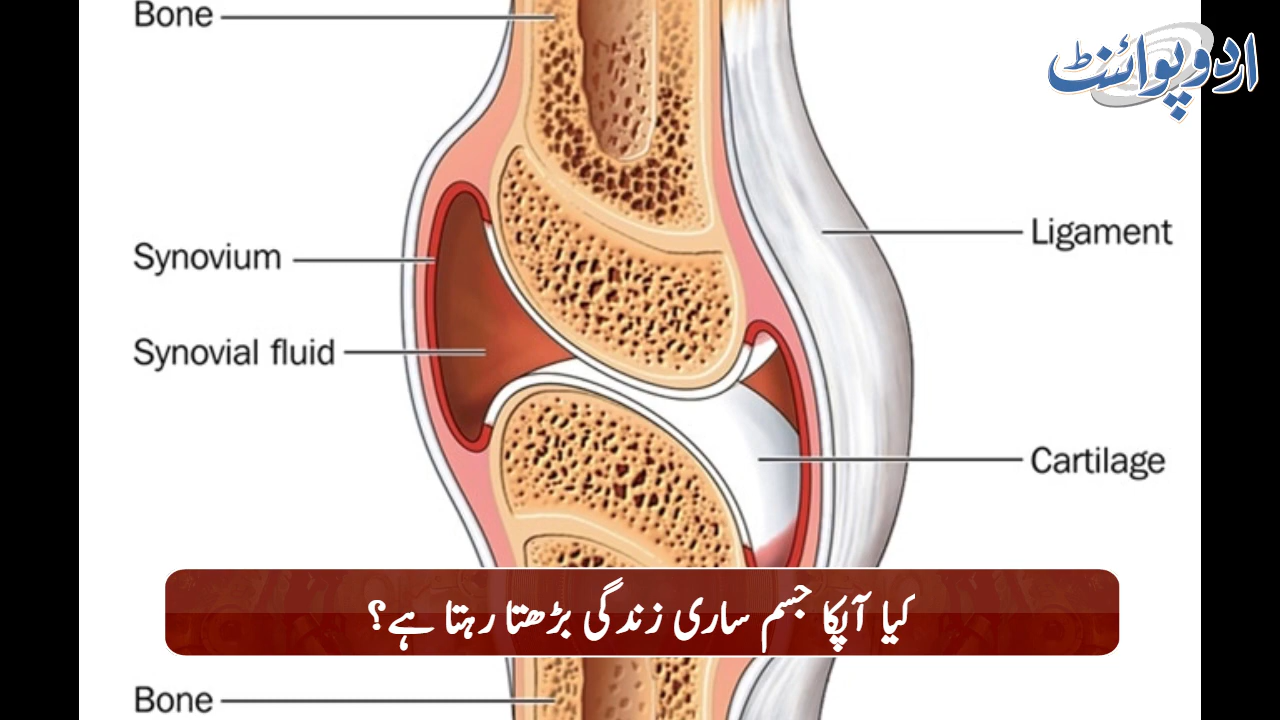 Bone
اردوپوائنٹ
Ligament
Synovium
Synovial fluid
Cartilage
کیا آپکا جسم ساری زندگی بڑھتا رہتا ہے؟
Bone